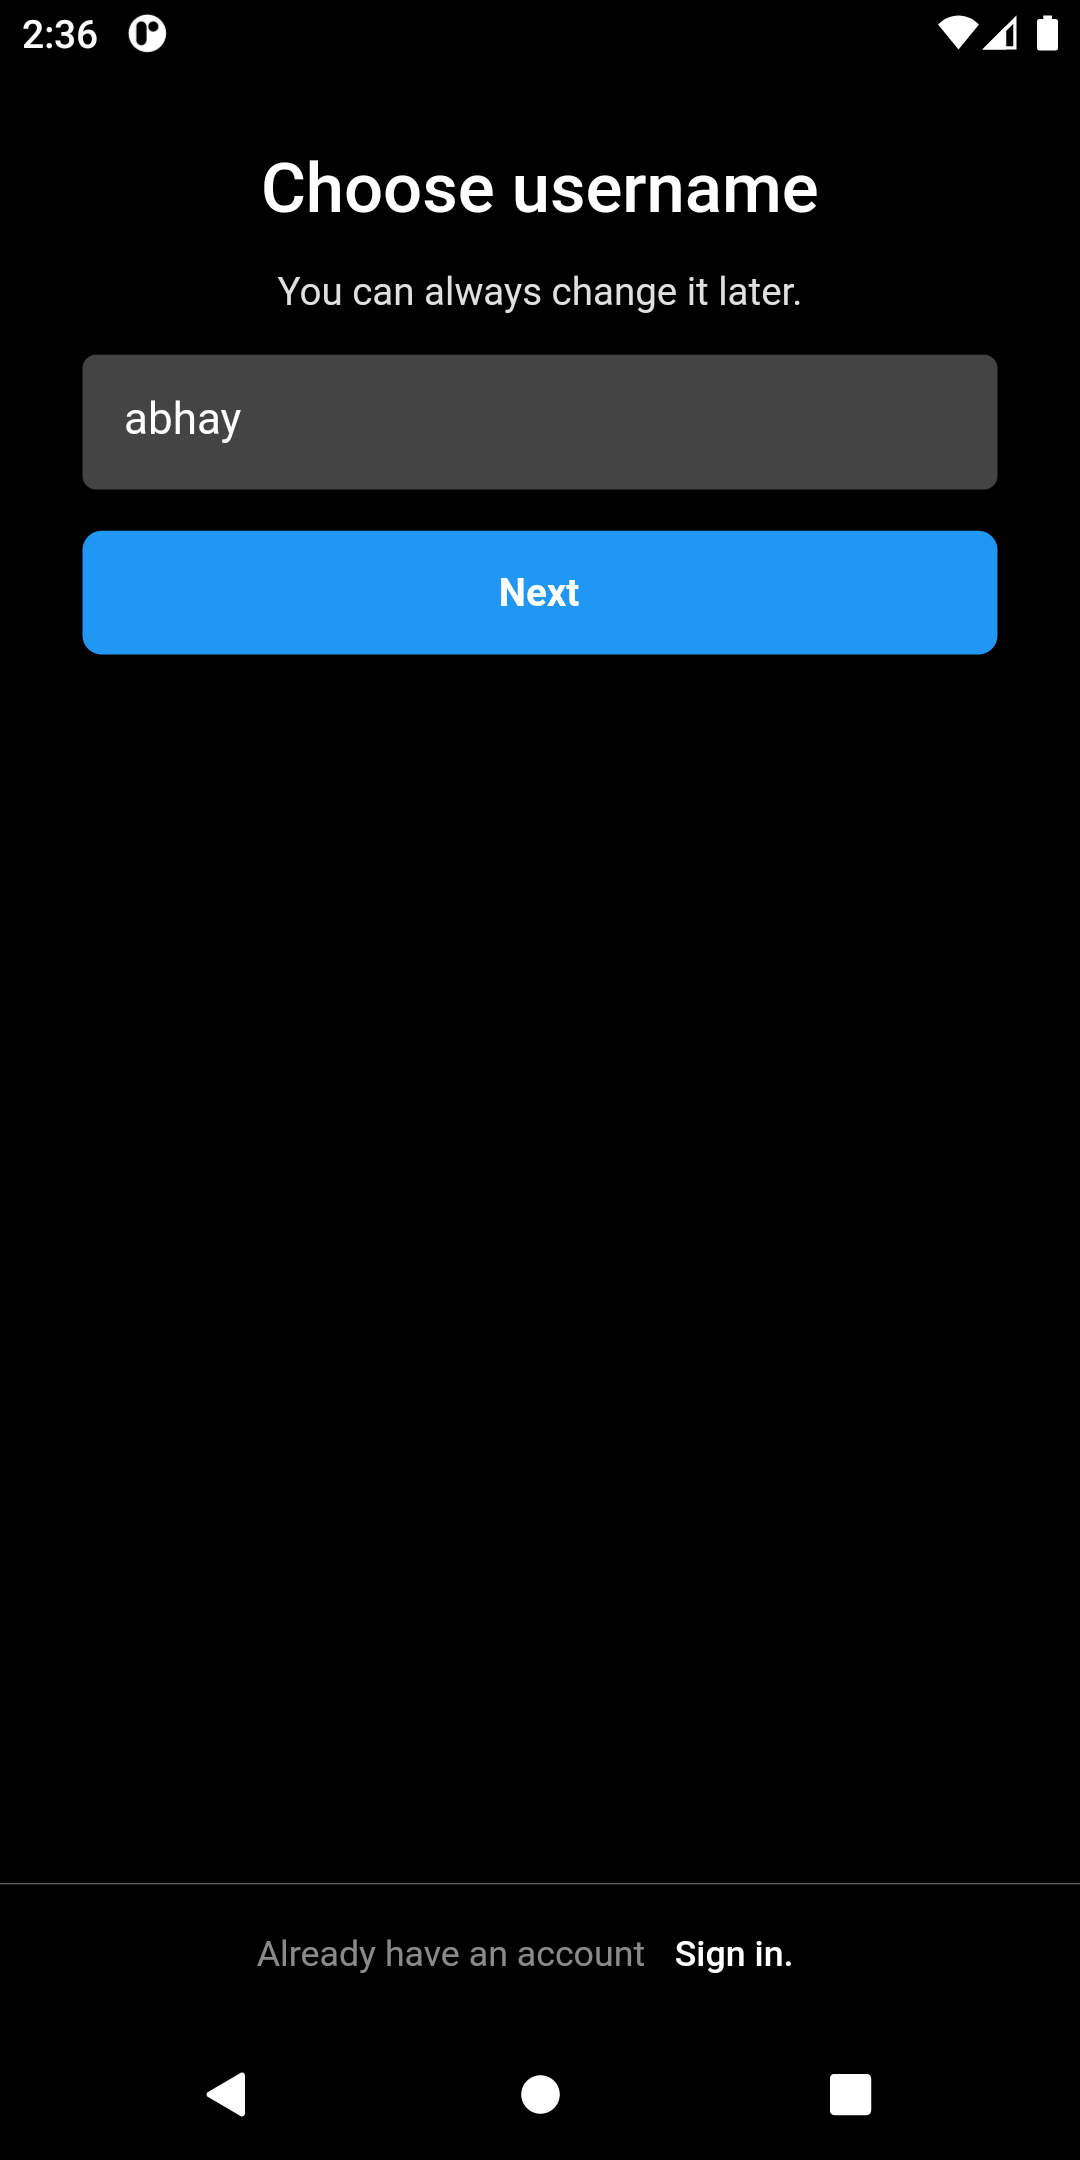 2:36
Choose username
You can always change it later.
abhay
Next
Already have an account Sign in.